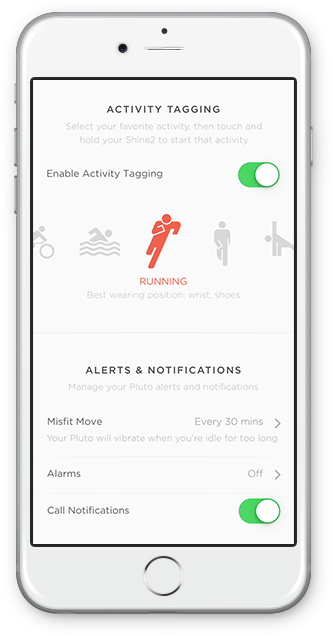 ACTIVITY TAGGING
Select your favorite activity, then touch and
hold your Shine2 to start that activity
Enable Activity Tagging
RUNNING
Best wearing position: wrist, shoes
ALERTS & NOTIFICATIONS
Manage your Pluto alerts and notifications
Misfit Move Every 30 mins
Your Pluto will vibrate when you're idle for too long
Alarms Off
Call Notifications